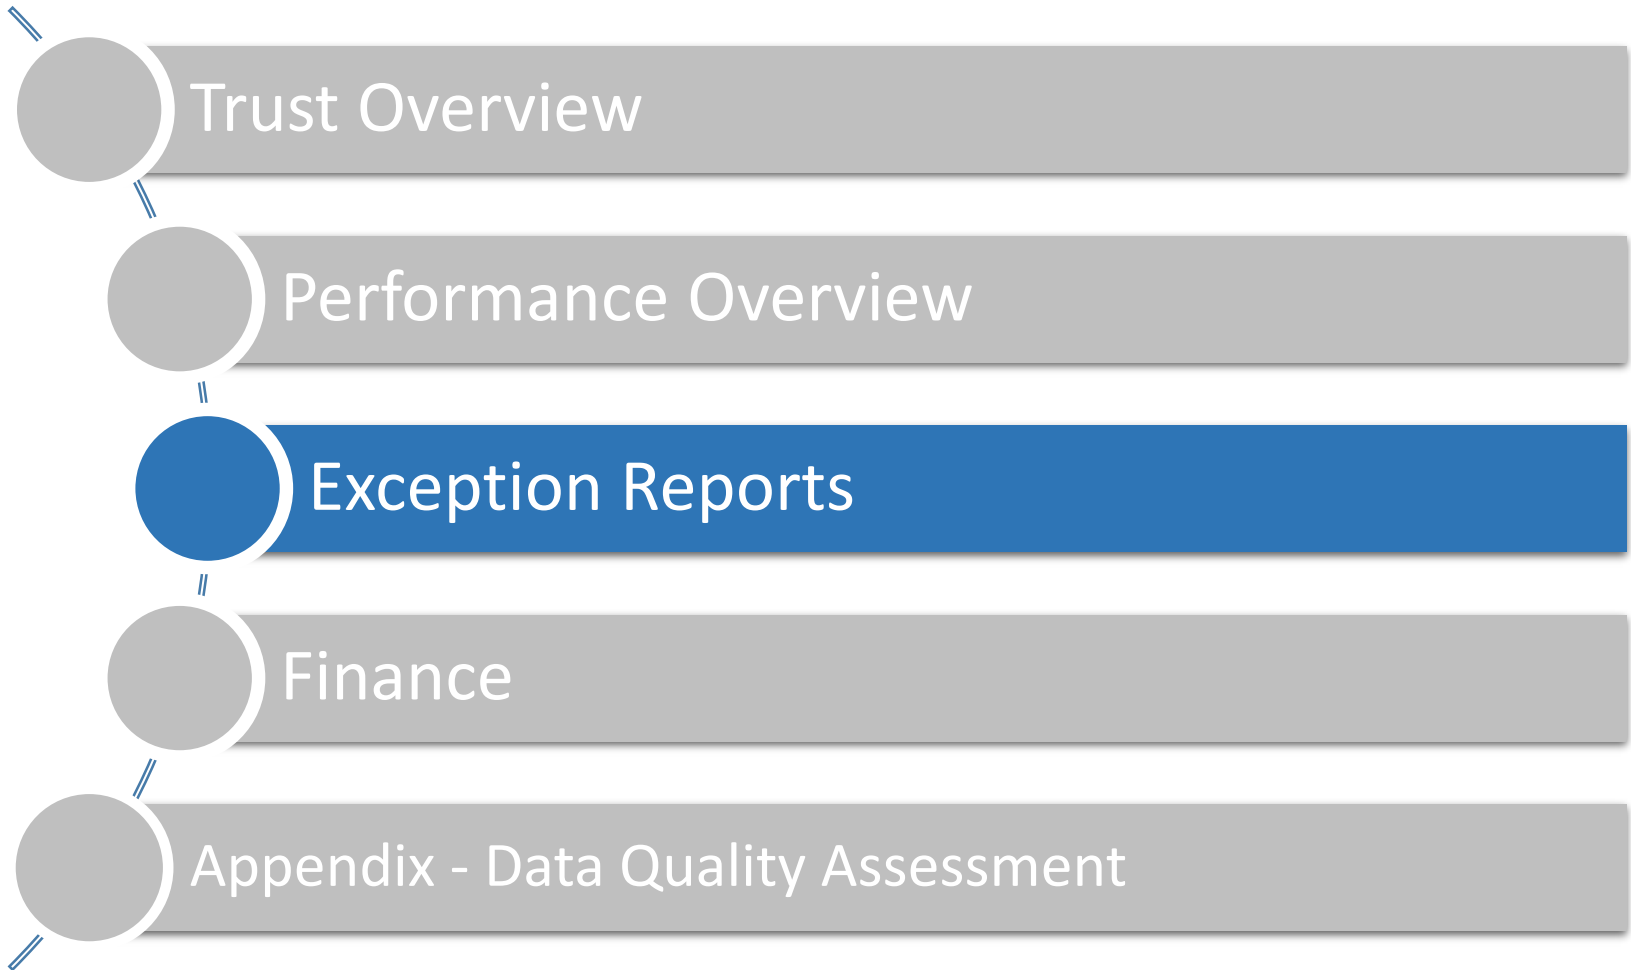 Trust Overview
Performance Overview
Exception Reports
Finance
Appendix - Data Quality Assessment